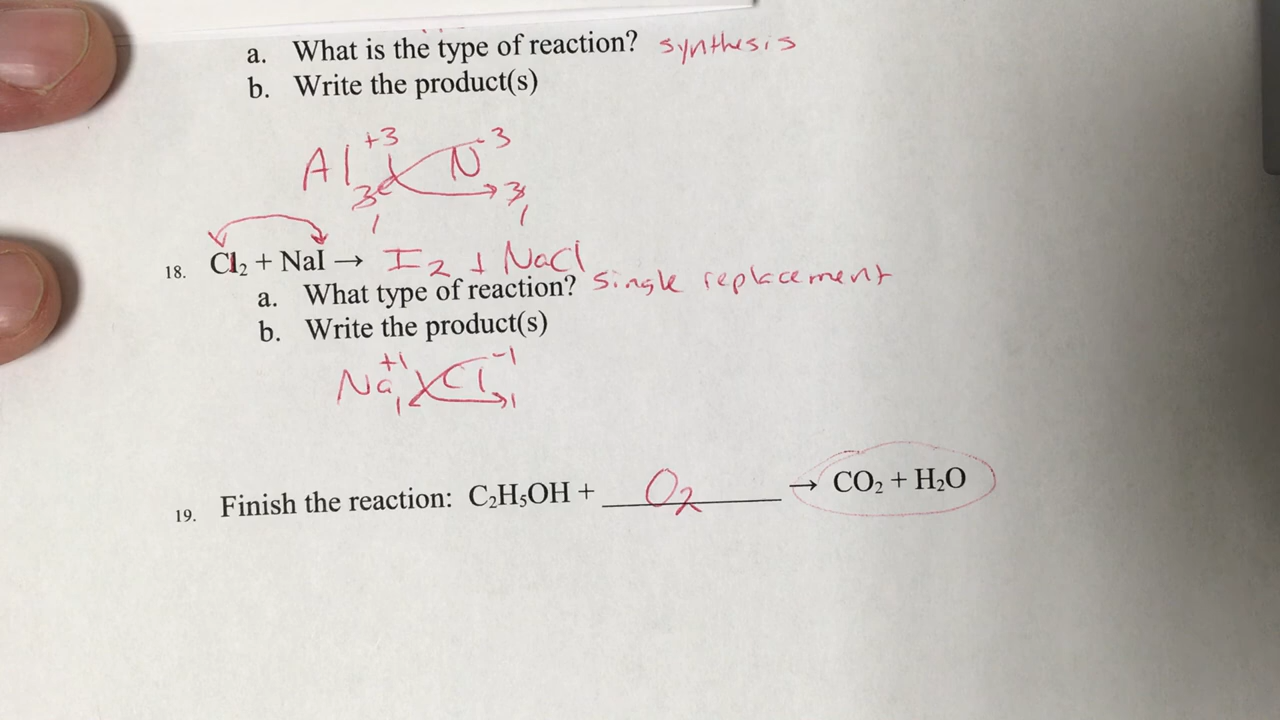 a. What is the type of reaction? synthesis
b. Write the product(s)
Al+3 N-3
3 3
1 1
18. Cl₂ + NaI → I₂ + NaCl
a. What type of reaction? single replacement
b. Write the product(s)
Na+1 Cl-1
1 1
19. Finish the reaction: C₂H₅OH + O₂ → CO₂ + H₂O